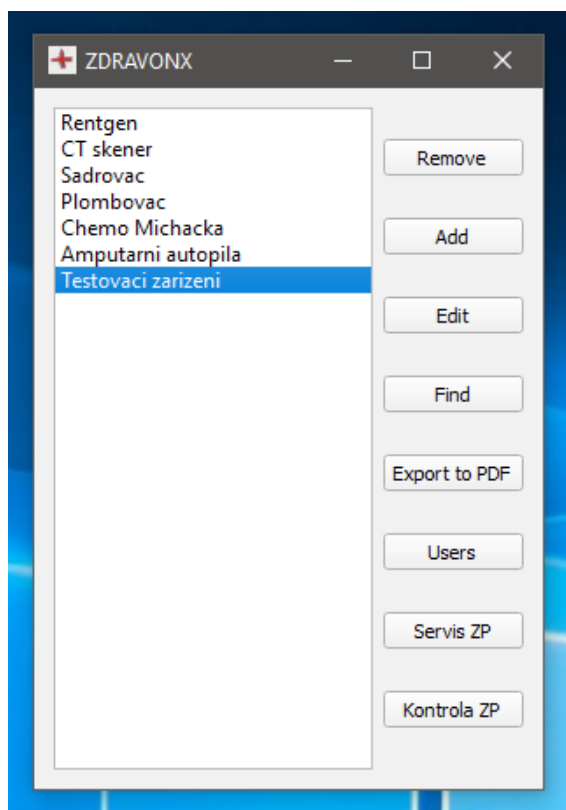 ZDRAVONX
Rentgen
CT skener
Sadrovac
Plombovac
Chemo Michacka
Amputarni autopila
Testovaci zarizeni
Remove
Add
Edit
Find
Export to PDF
Users
Servis ZP
Kontrola ZP